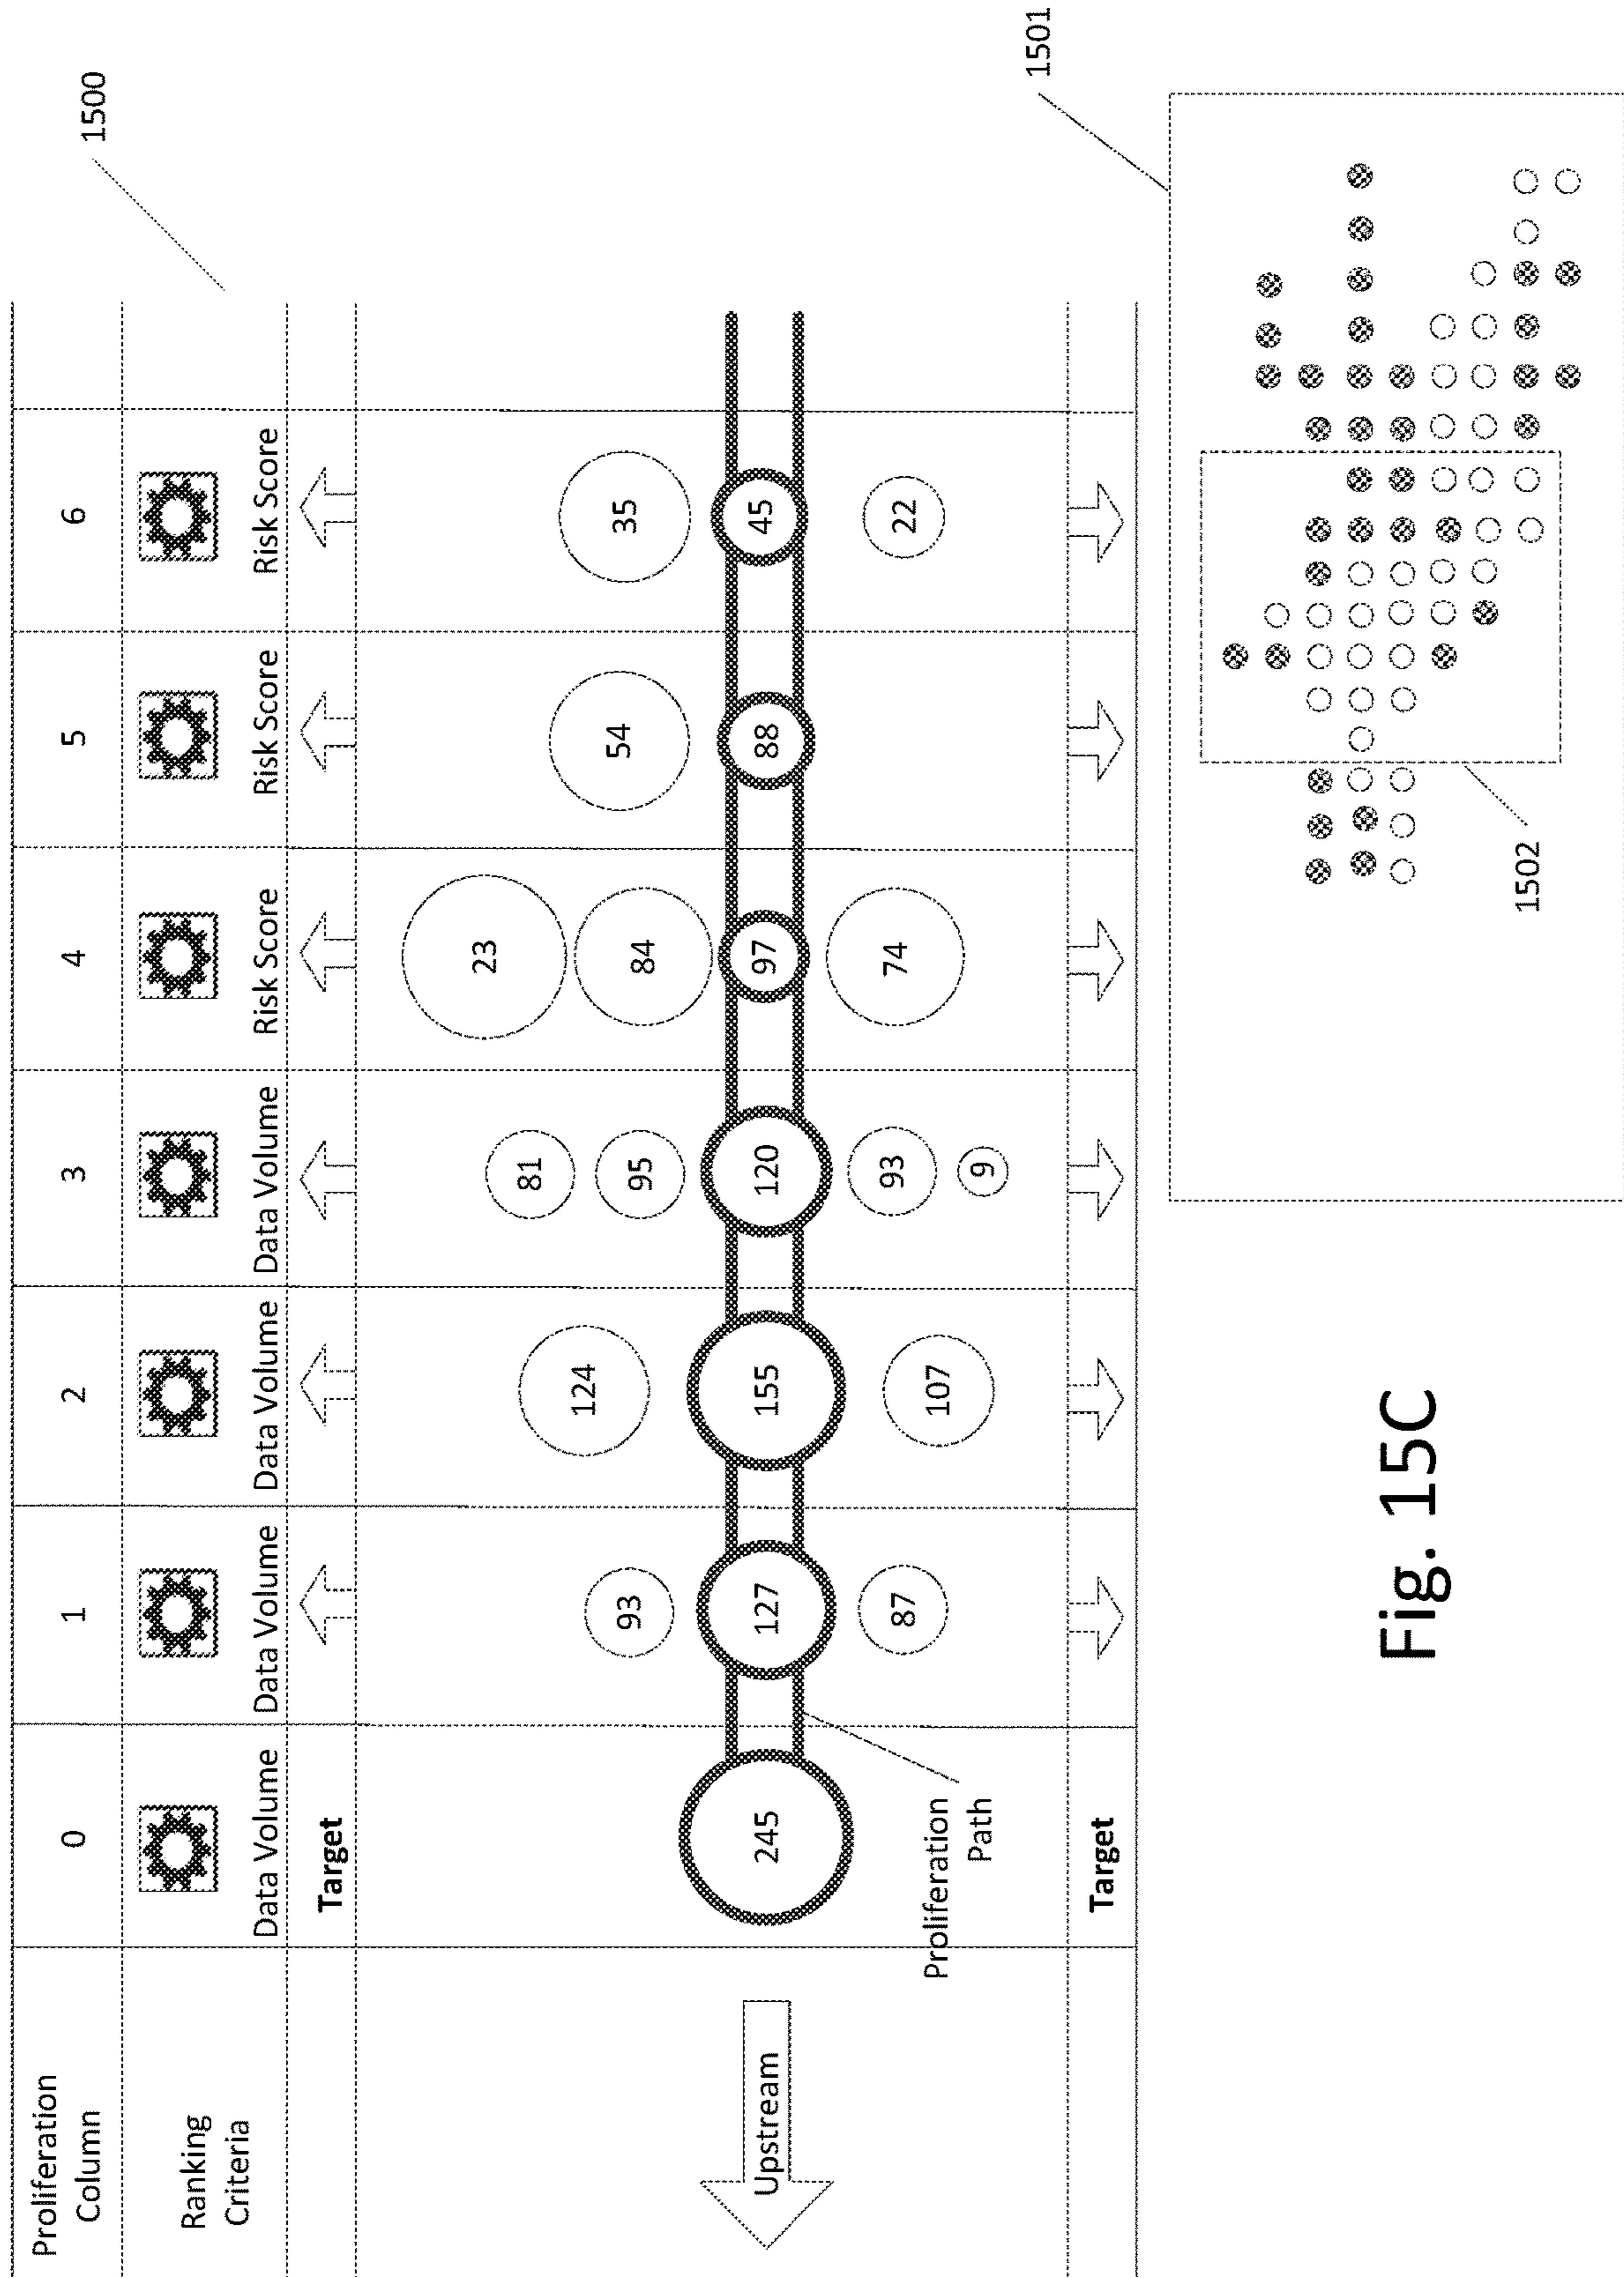 1500
Proliferation
Column
0
1
2
3
4
5
6
Ranking
Criteria
Data Volume
Data Volume
Data Volume
Data Volume
Risk Score
Risk Score
Risk Score
Target
Upstream
245
93
127
87
124
155
107
81
95
120
93
9
23
84
97
74
54
88
35
45
22
Proliferation
Path
Target
1501
1502
Fig. 15C